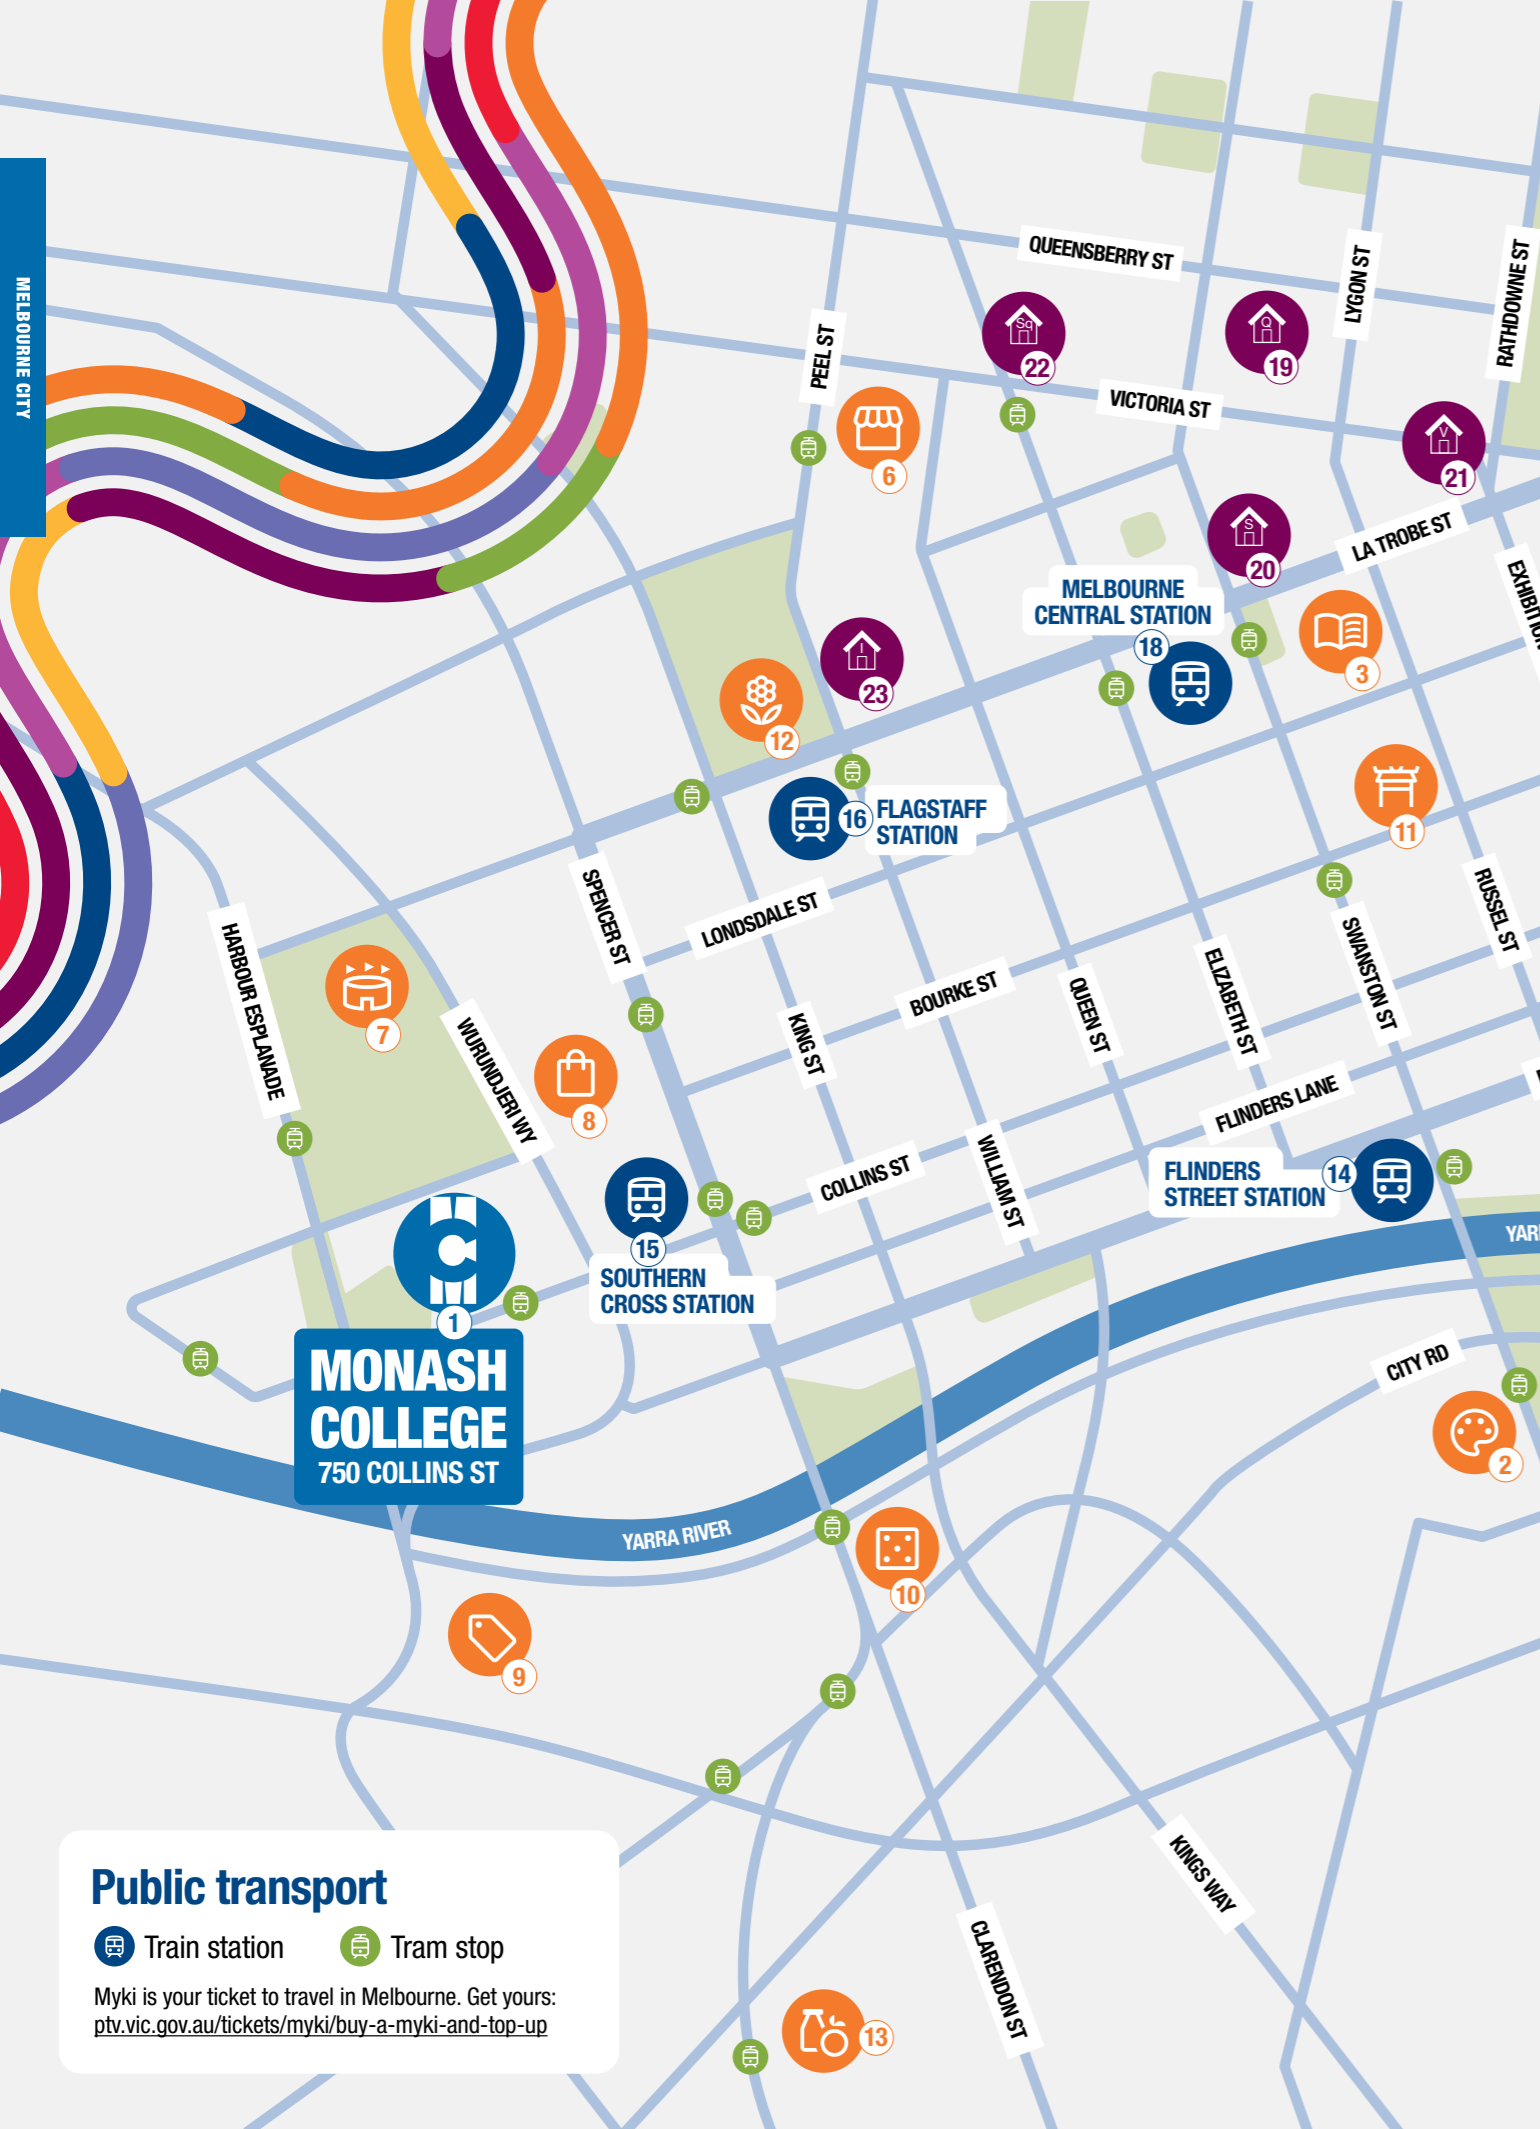 MELBOURNE CITY
QUEENSBERRY ST
LYGON ST
RATHDOWNE ST
PEEL ST
Sq
22
Q
19
VICTORIA ST
6
V
21
S
20
LA TROBE ST
MELBOURNE
CENTRAL STATION
18
3
I
23
12
16
FLAGSTAFF
STATION
11
SPENCER ST
LONDSDALE ST
RUSSEL ST
HARBOUR ESPLANADE
BOURKE ST
SWANSTON ST
ELIZABETH ST
QUEEN ST
KING ST
7
WURUNDJERI WY
8
FLINDERS LANE
COLLINS ST
WILLIAM ST
FLINDERS
STREET STATION
14
15
SOUTHERN
CROSS STATION
YAR
1
MONASH
COLLEGE
750 COLLINS ST
CITY RD
2
YARRA RIVER
10
9
KINGS WAY
CLARENDON ST
13
Public transport
Train station
Tram stop
Myki is your ticket to travel in Melbourne. Get yours:
ptv.vic.gov.au/tickets/myki/buy-a-myki-and-top-up